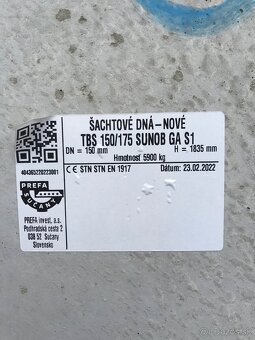 ŠACHTOVÉ DNÁ-NOVÉ
TBS 150/175 SUNOB GA S1
DN = 150 mm H = 1835 mm
Hmotnosť 5900 kg
CE STN STN EN 1917 Dátum: 23.02.2022
404365220223001
PREFA
SUČANY
PREFA invest, a.s.
Podhradská cesta 2
038 52, Sučany
Slovensko